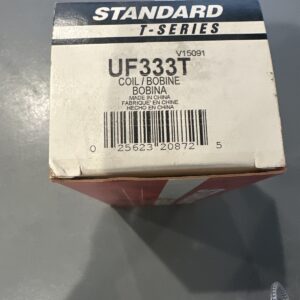 STANDARD
T-SERIES
V15091
UF333T
COIL / BOBINE
BOBINA
MADE IN CHINA
FABRIQUÉ EN CHINE
HECHO EN CHINA
0 25623 20872 5